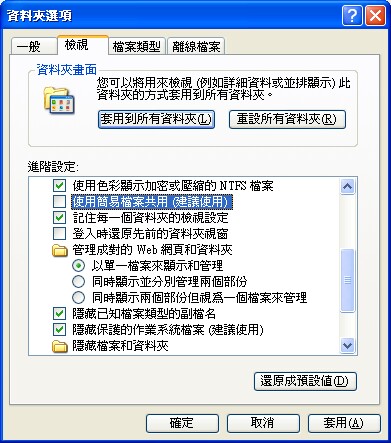 資料夾選項
一般
檢視
檔案類型
離線檔案
資料夾畫面
您可以將用來檢視 (例如詳細資料或並排顯示) 此
資料夾的方式套用到所有資料夾。
套用到所有資料夾(L)
重設所有資料夾(R)
進階設定:
使用色彩顯示加密或壓縮的 NTFS 檔案
使用簡易檔案共用 (建議使用)
記住每一個資料夾的檢視設定
登入時還原先前的資料夾視窗
管理成對的 Web 網頁和資料夾
以單一檔案來顯示和管理
同時顯示並分別管理兩個部份
同時顯示兩個部份但視為一個檔案來管理
隱藏已知檔案類型的副檔名
隱藏保護的作業系統檔案 (建議使用)
隱藏檔案和資料夾
還原成預設值(D)
確定
取消
套用(A)